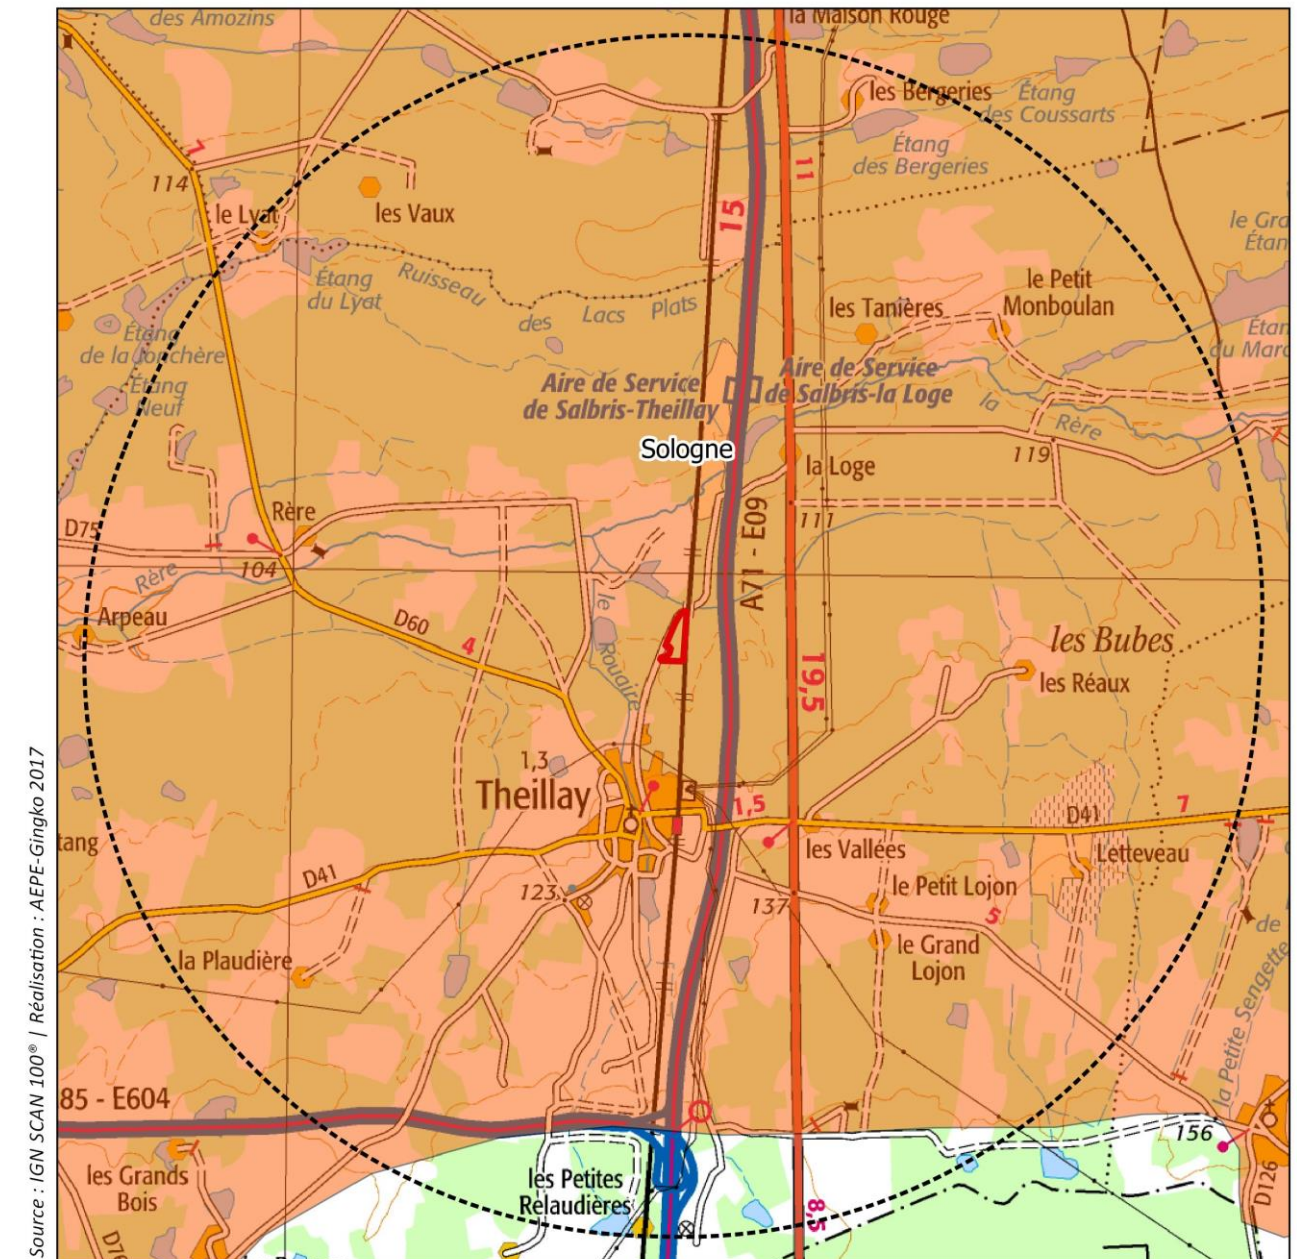 des Amozins
la Maison Rouge
les Bergeries
Étang
des Coussarts
Étang
des Bergeries
11
7
114
le Lyat
les Vaux
15
le Gra
Étan
Étang
du Lyat
Ruisseau
des Lacs Plats
le Petit
Monboulan
les Tanières
Étang
de la Jonchère
Étang
Neuf
Étan
du Marc
Aire de Service
de Salbris-Theillay
Aire de Service
de Salbris-la Loge
la Rère
Sologne
119
la Loge
111
Rère
D75
104
Rère
A71 - E09
Arpeau
D60
4
le Rouaire
les Bubes
les Réaux
19,5
1,3
Theillay
1,5
D41
7
tang
les Vallées
Letteveau
D41
123
137
le Petit Lojon
5
le Grand
Lojon
de
la Plaudière
la Petite Sengette
85 - E604
156
les Grands
Bois
les Petites
Relaudières
8,5
D126
Source : IGN SCAN 100® | Réalisation : AEPE-Gingko 2017